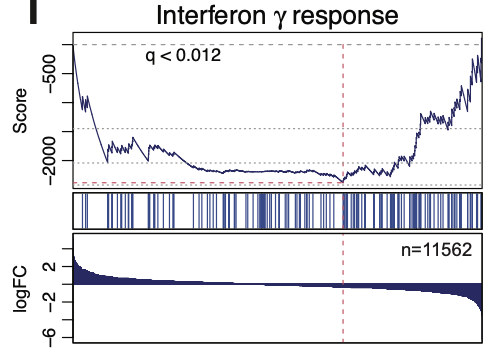 Interferon γ response
q < 0.012
Score
−500
−2000
n=11562
logFC
2
−2
−6